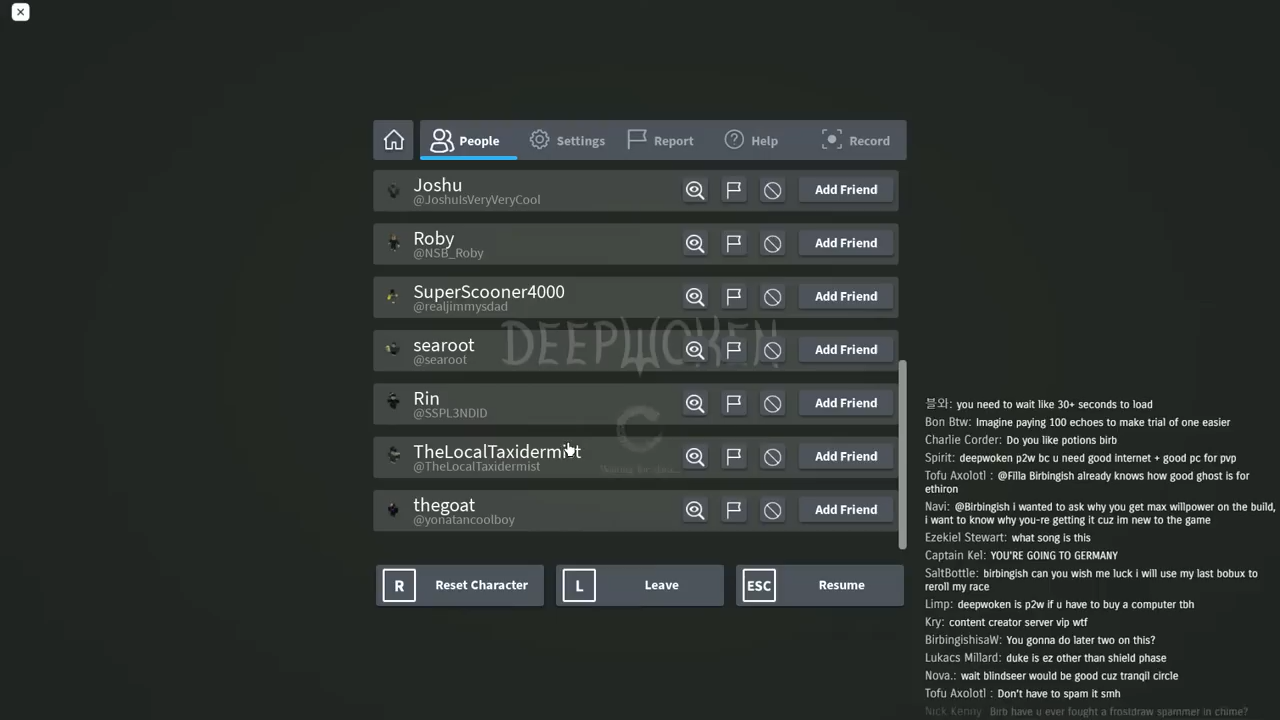 People
Settings
Report
Help
Record
Joshu
@JoshuIsVeryVeryCool
Add Friend
Roby
@NSB_Roby
Add Friend
SuperScooner4000
@realjimmysdad
Add Friend
DEEPWOKEN
searoot
@searoot
Add Friend
Rin
@SSPL3NDID
Add Friend
TheLocalTaxidermist
@TheLocalTaxidermist
Add Friend
thegoat
@yonatancoolboy
Add Friend
R Reset Character
L Leave
ESC Resume
블와: you need to wait like 30+ seconds to load
Bon Btw: Imagine paying 100 echoes to make trial of one easier
Charlie Corder: Do you like potions birb
Spirit: deepwoken p2w bc u need good internet + good pc for pvp
Tofu Axolotl : @Filla Birbingish already knows how good ghost is for
ethiron
Navi: @Birbingish i wanted to ask why you get max willpower on the build,
i want to know why you-re getting it cuz im new to the game
Ezekiel Stewart: what song is this
Captain Kel: YOU'RE GOING TO GERMANY
SaltBottle: birbingish can you wish me luck i will use my last bobux to
reroll my race
Limp: deepwoken is p2w if u have to buy a computer tbh
Kry: content creator server vip wtf
BirbingishisaW: You gonna do later two on this?
Lukacs Millard: duke is ez other than shield phase
Nova.: wait blindseer would be good cuz tranqil circle
Tofu Axolotl : Don't have to spam it smh
Nick Kenny: Birb have u ever fought a frostdraw spammer in chime?